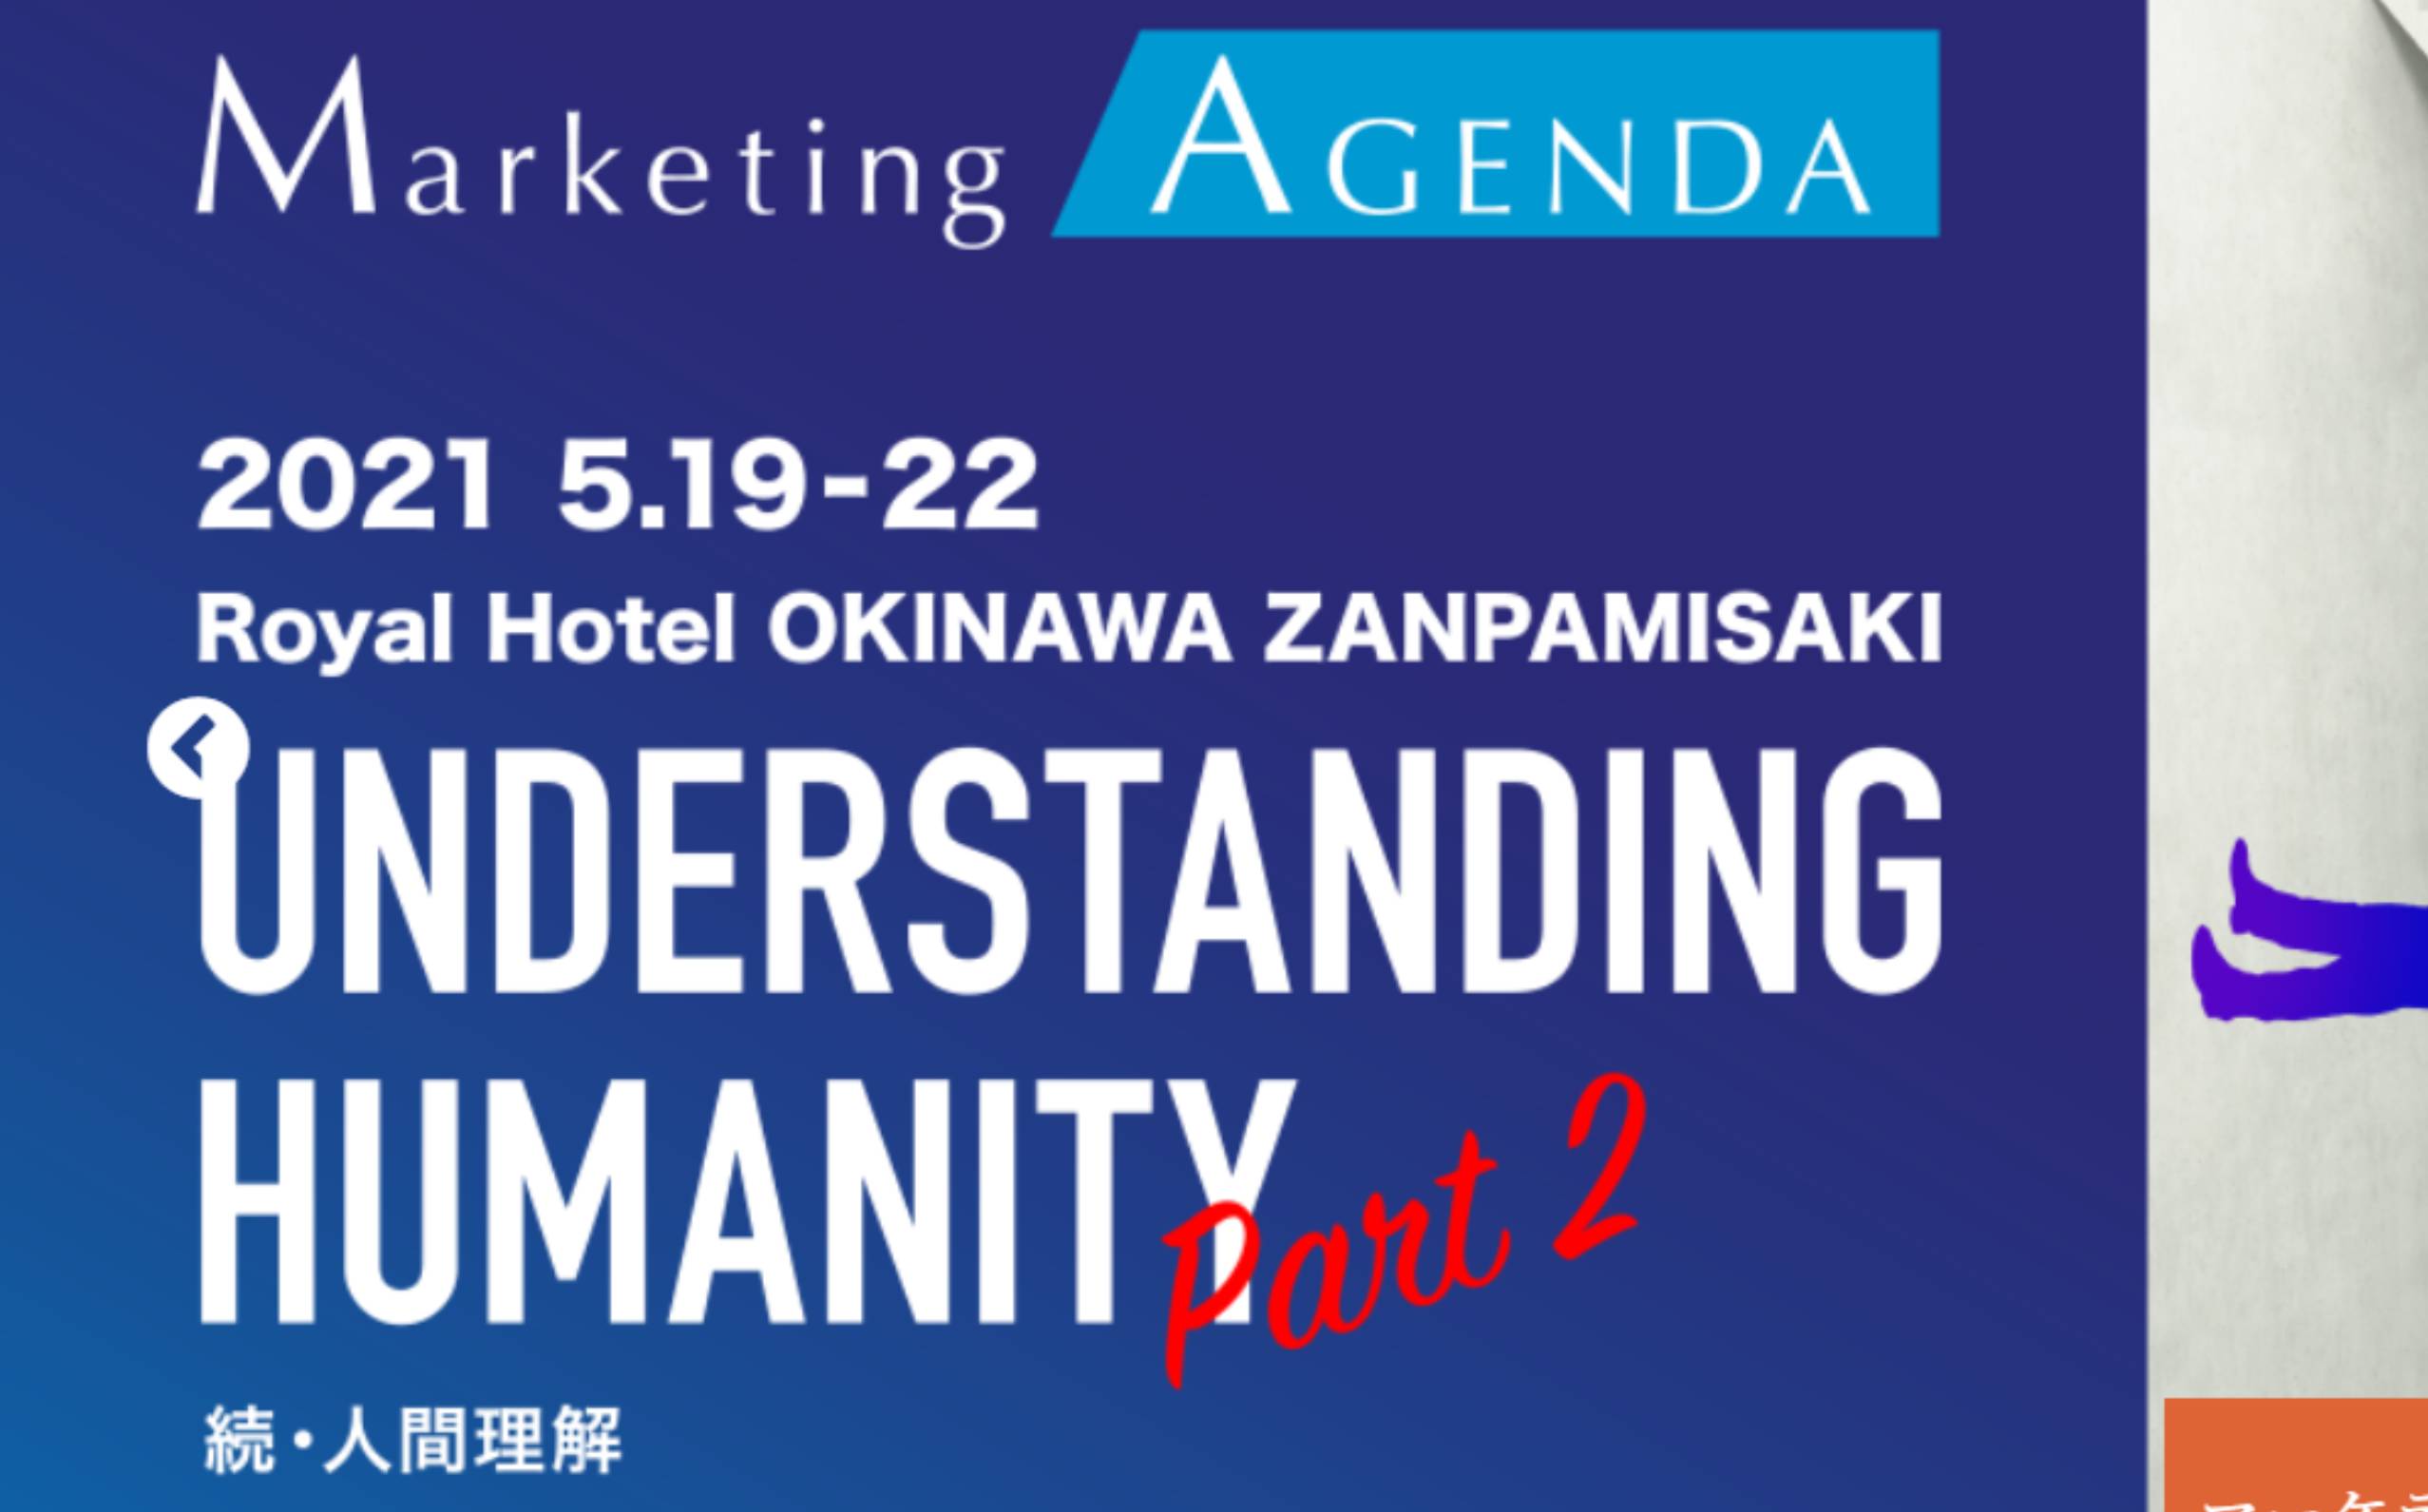 Marketing AGENDA
2021 5.19-22
Royal Hotel OKINAWA ZANPAMISAKI
UNDERSTANDING
HUMANITY Part 2
続・人間理解